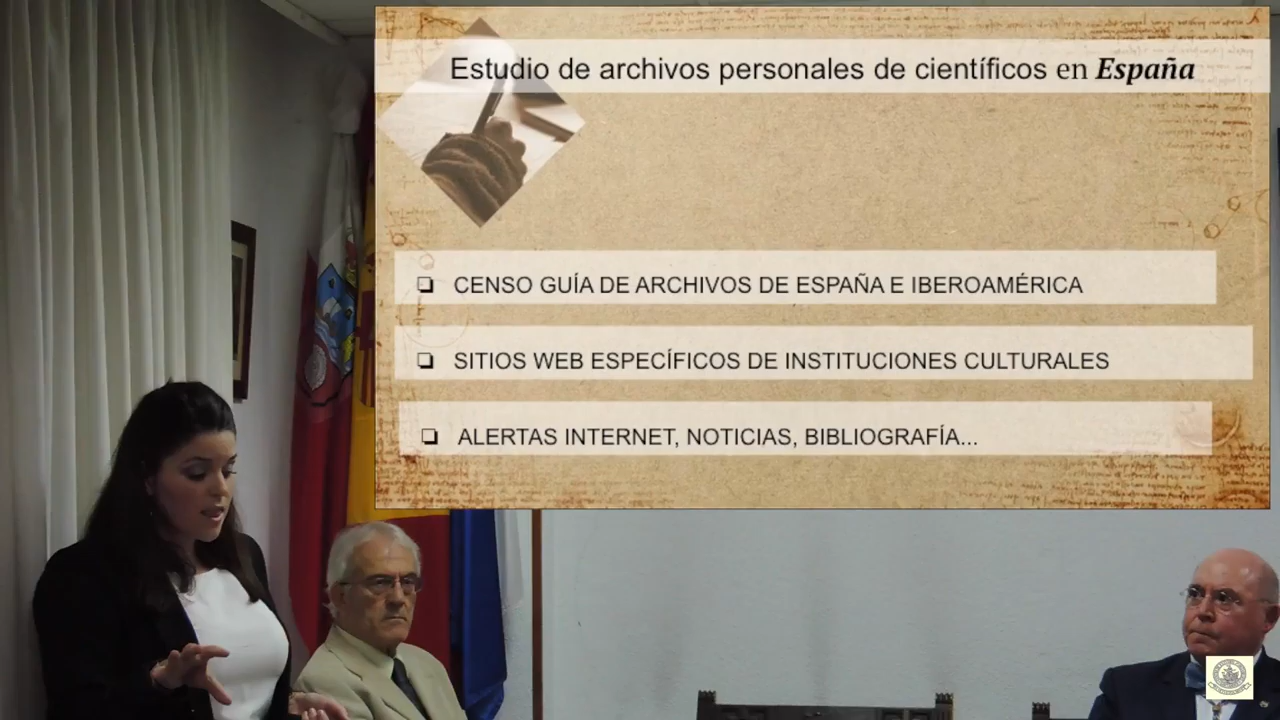 Estudio de archivos personales de científicos en España
❏ CENSO GUÍA DE ARCHIVOS DE ESPAÑA E IBEROAMÉRICA
❏ SITIOS WEB ESPECÍFICOS DE INSTITUCIONES CULTURALES
❏ ALERTAS INTERNET, NOTICIAS, BIBLIOGRAFÍA...